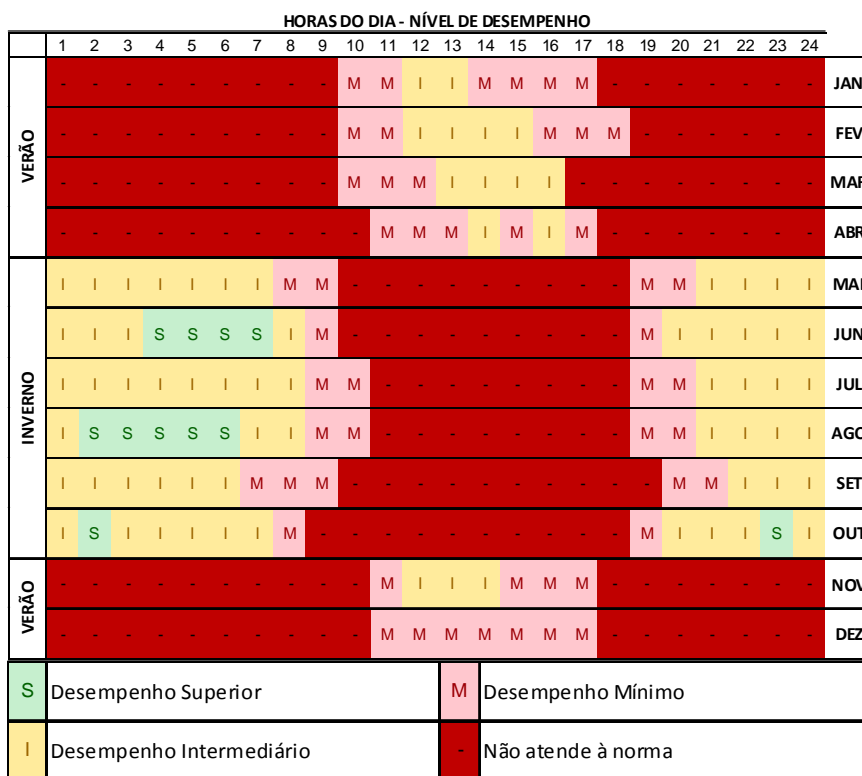 HORAS DO DIA - NÍVEL DE DESEMPENHO
1 2 3 4 5 6 7 8 9 10 11 12 13 14 15 16 17 18 19 20 21 22 23 24
VERÃO
- - - - - - - - - M M I I M M M M - - - - - - - JAN
- - - - - - - - - M M I I I I M M M - - - - - - FEV
- - - - - - - - - M M M I I I I - - - - - - - - MAR
- - - - - - - - - - M M M I M I M - - - - - - - ABR
INVERNO
I I I I I I I M M - - - - - - - - - M M I I I I MAI
I I I S S S S I M - - - - - - - - - M I I I I I JUN
I I I I I I I I M M - - - - - - - - M M I I I I JUL
I S S S S S I I M M - - - - - - - - M M I I I I AGO
I I I I I I M M M - - - - - - - - - - M M I I I SET
I S I I I I I M - - - - - - - - - - M I I I S I OUT
VERÃO
- - - - - - - - - - M I I I M M M - - - - - - - NOV
- - - - - - - - - - M M M M M M M - - - - - - - DEZ
S Desempenho Superior M Desempenho Mínimo
I Desempenho Intermediário - Não atende à norma